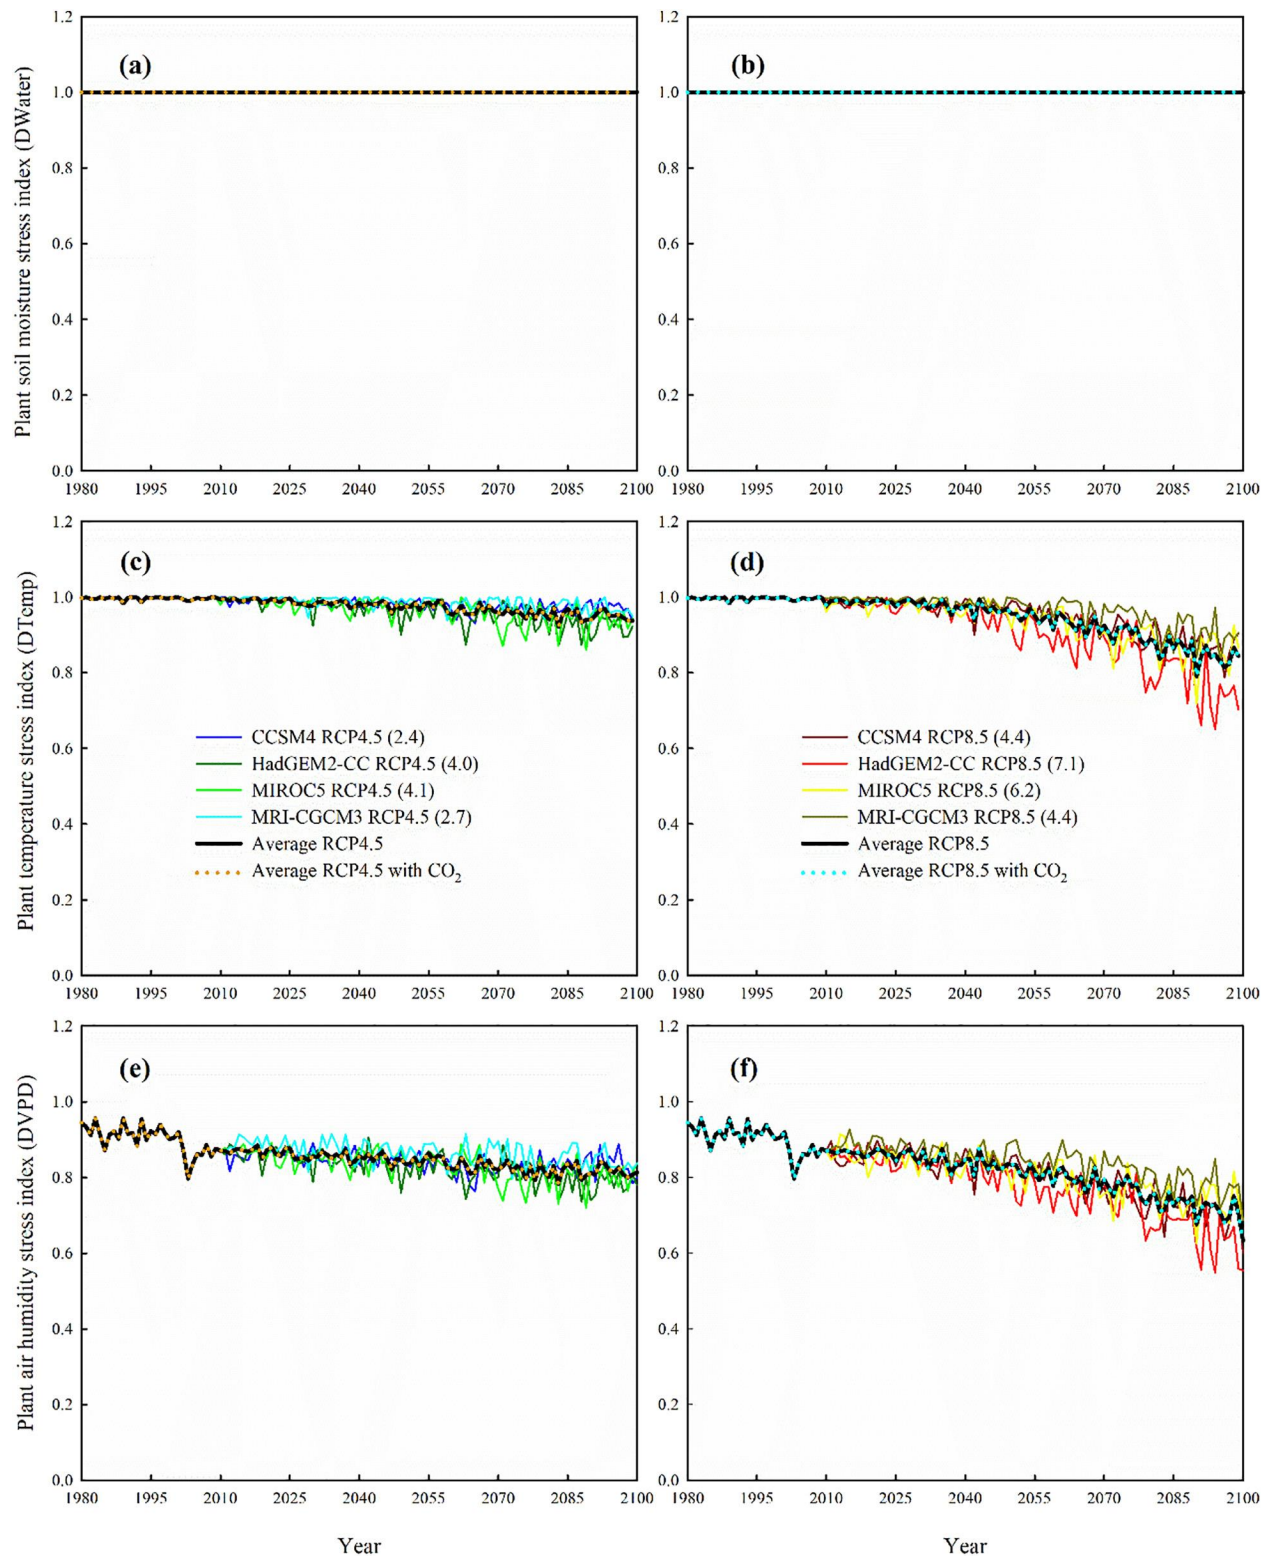 (a)
(b)
Plant soil moisture stress index (DWater)
1.2
1.0
0.8
0.6
0.4
0.2
0.0
1980 1995 2010 2025 2040 2055 2070 2085 2100
1.2
1.0
0.8
0.6
0.4
0.2
0.0
1980 1995 2010 2025 2040 2055 2070 2085 2100
(c)
(d)
Plant temperature stress index (DTemp)
1.2
1.0
0.8
0.6
0.4
0.2
0.0
CCSM4 RCP4.5 (2.4)
HadGEM2-CC RCP4.5 (4.0)
MIROC5 RCP4.5 (4.1)
MRI-CGCM3 RCP4.5 (2.7)
Average RCP4.5
Average RCP4.5 with CO2
1980 1995 2010 2025 2040 2055 2070 2085 2100
1.2
1.0
0.8
0.6
0.4
0.2
0.0
CCSM4 RCP8.5 (4.4)
HadGEM2-CC RCP8.5 (7.1)
MIROC5 RCP8.5 (6.2)
MRI-CGCM3 RCP8.5 (4.4)
Average RCP8.5
Average RCP8.5 with CO2
1980 1995 2010 2025 2040 2055 2070 2085 2100
(e)
(f)
Plant air humidity stress index (DVPD)
1.2
1.0
0.8
0.6
0.4
0.2
0.0
1980 1995 2010 2025 2040 2055 2070 2085 2100
1.2
1.0
0.8
0.6
0.4
0.2
0.0
1980 1995 2010 2025 2040 2055 2070 2085 2100
Year
Year